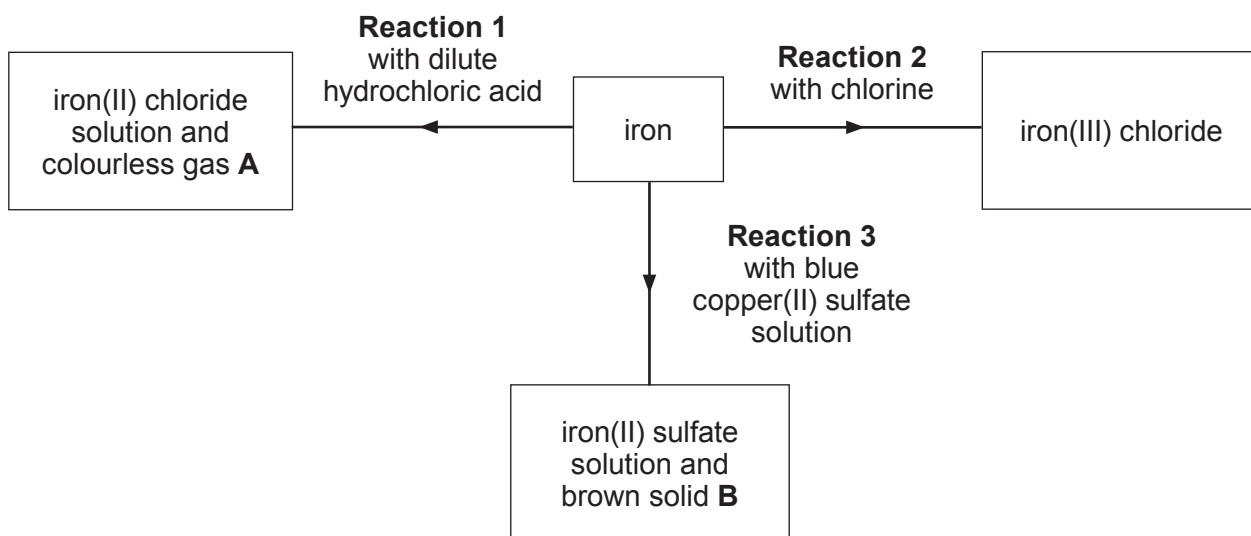 Reaction 1
with dilute
hydrochloric acid
Reaction 2
with chlorine
iron(II) chloride
solution and
colourless gas A
iron
iron(III) chloride
Reaction 3
with blue
copper(II) sulfate
solution
iron(II) sulfate
solution and
brown solid B